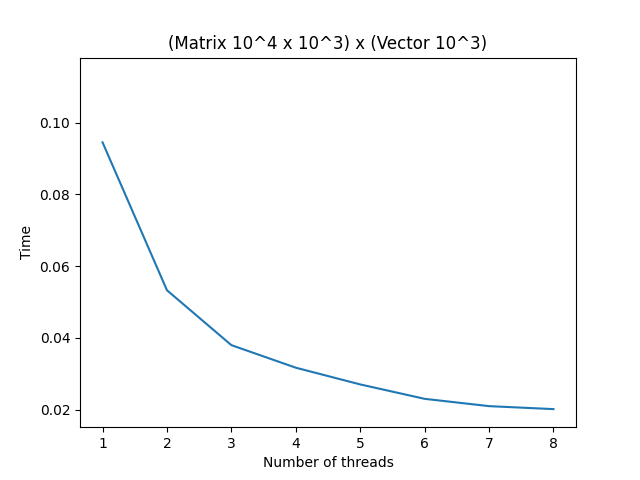 (Matrix 10^4 x 10^3) x (Vector 10^3)
0.10
0.08
0.06
0.04
0.02
Time
1 2 3 4 5 6 7 8
Number of threads